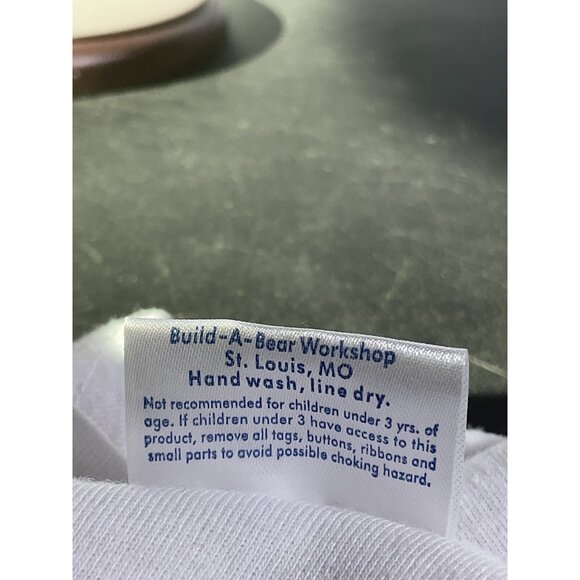 Build-A-Bear Workshop
St. Louis, MO
Hand wash, line dry.
Not recommended for children under 3 yrs. of
age. If children under 3 have access to this
product, remove all tags, buttons, ribbons and
small parts to avoid possible choking hazard.